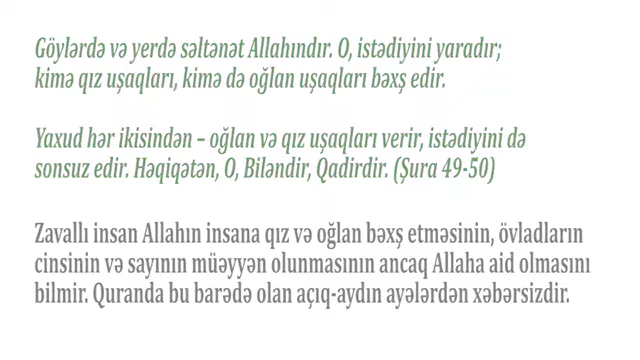 Göylərdə və yerdə səltənət Allahındır. O, istədiyini yaradır;
kimə qız uşaqları, kimə də oğlan uşaqları bəxş edir.
Yaxud hər ikisindən – oğlan və qız uşaqları verir, istədiyini də
sonsuz edir. Həqiqətən, O, Biləndir, Qadirdir. (Şura 49-50)
Zavallı insan Allahın insana qız və oğlan bəxş etməsinin, övladların
cinsinin və sayının müəyyən olunmasının ancaq Allaha aid olmasını
bilmir. Quranda bu barədə olan açıq-aydın ayələrdən xəbərsizdir.